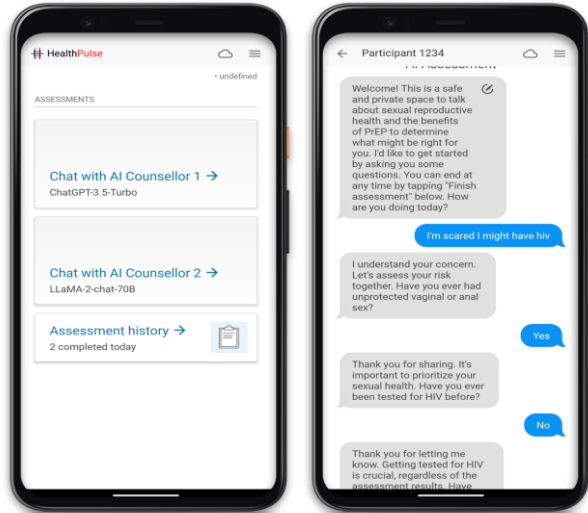 HealthPulse
• undefined
ASSESSMENTS
Chat with AI Counsellor 1 →
ChatGPT-3.5-Turbo
Chat with AI Counsellor 2 →
LLaMA-2-chat-70B
Assessment history →
2 completed today
← Participant 1234
AI Assessment
Welcome! This is a safe
and private space to talk
about sexual reproductive
health and the benefits
of PrEP to determine
what might be right for
you. I'd like to get started
by asking you some
questions. You can end at
any time by tapping "Finish
assessment" below. How
are you doing today?
I'm scared I might have hiv
I understand your concern.
Let's assess your risk
together. Have you ever had
unprotected vaginal or anal
sex?
Yes
Thank you for sharing. It's
important to prioritize your
sexual health. Have you ever
been tested for HIV before?
No
Thank you for letting me
know. Getting tested for HIV
is crucial, regardless of the
assessment results. Have